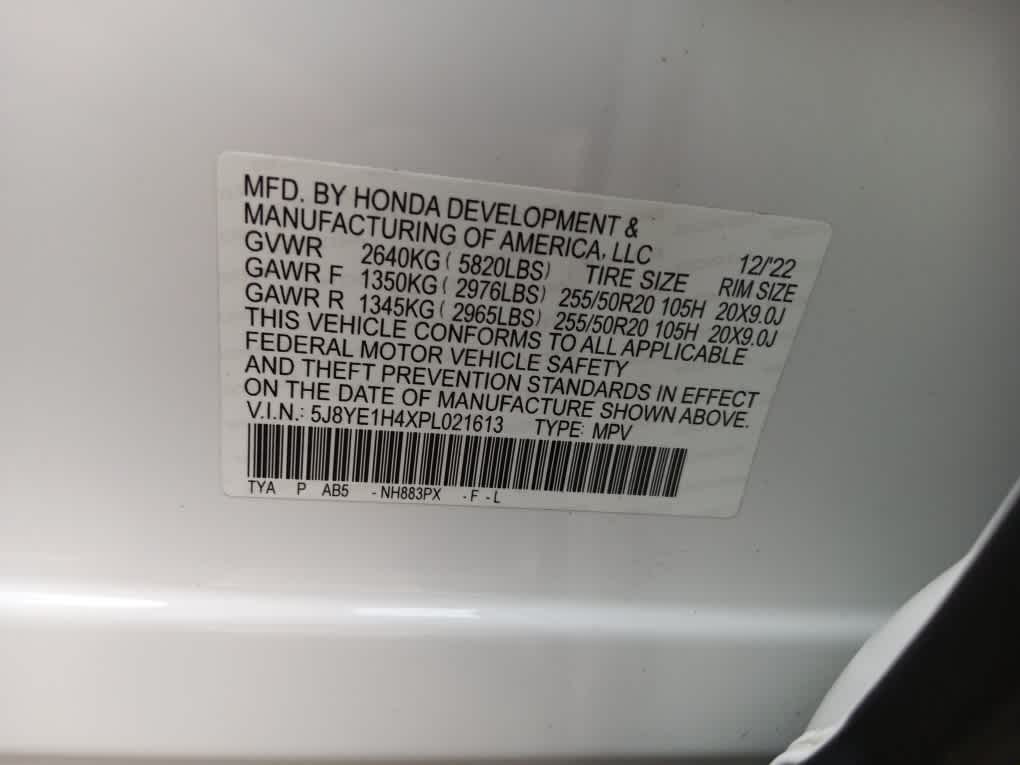 MFD. BY HONDA DEVELOPMENT &
MANUFACTURING OF AMERICA, LLC 12/'22
GVWR 2640KG ( 5820LBS) TIRE SIZE RIM SIZE
GAWR F 1350KG ( 2976LBS) 255/50R20 105H 20X9.0J
GAWR R 1345KG ( 2965LBS) 255/50R20 105H 20X9.0J
THIS VEHICLE CONFORMS TO ALL APPLICABLE
FEDERAL MOTOR VEHICLE SAFETY
AND THEFT PREVENTION STANDARDS IN EFFECT
ON THE DATE OF MANUFACTURE SHOWN ABOVE.
V.I.N.: 5J8YE1H4XPL021613 TYPE: MPV
TYA P AB5 -NH883PX -F-L